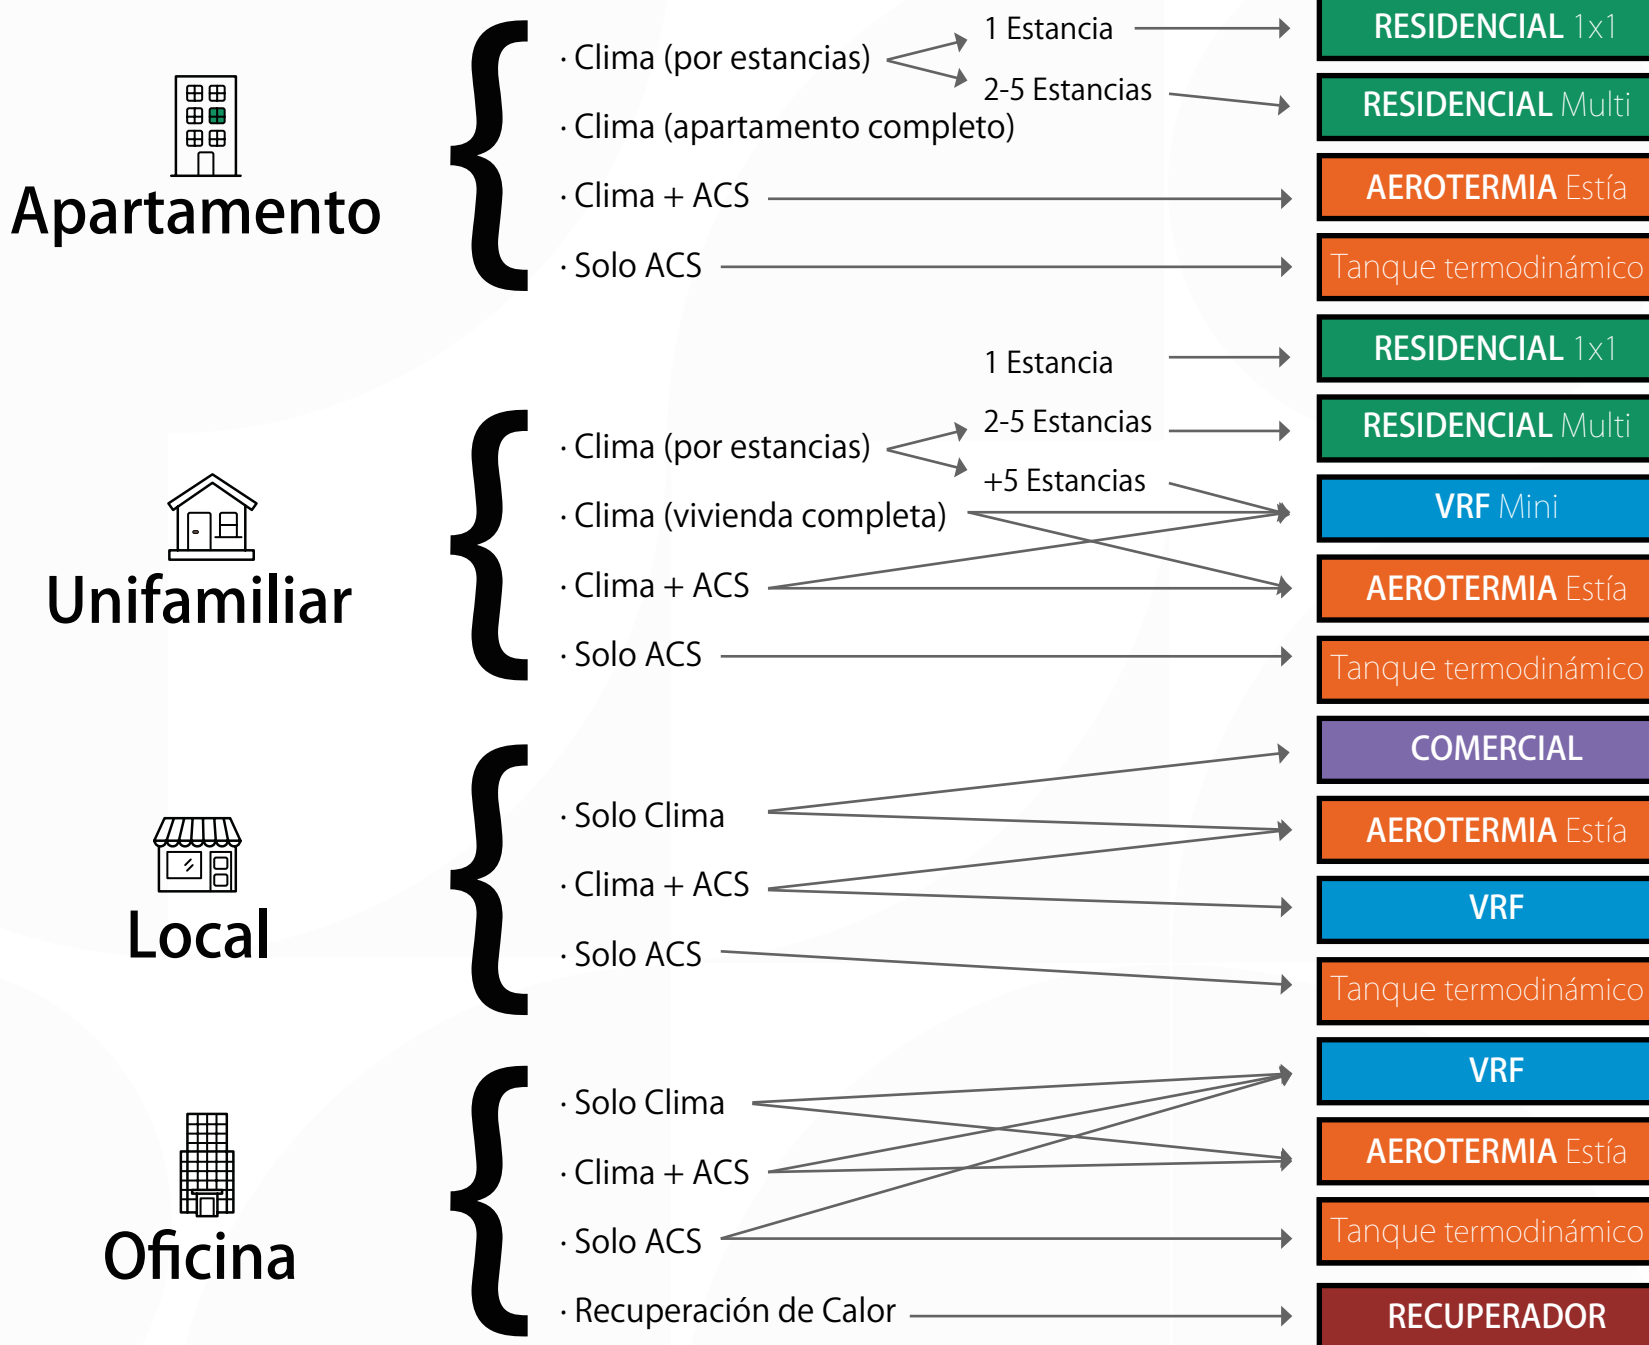 Apartamento
· Clima (por estancias)
1 Estancia
2-5 Estancias
· Clima (apartamento completo)
· Clima + ACS
· Solo ACS
RESIDENCIAL 1x1
RESIDENCIAL Multi
AEROTERMIA Estía
Tanque termodinámico
Unifamiliar
· Clima (por estancias)
1 Estancia
2-5 Estancias
+5 Estancias
· Clima (vivienda completa)
· Clima + ACS
· Solo ACS
RESIDENCIAL 1x1
RESIDENCIAL Multi
VRF Mini
AEROTERMIA Estía
Tanque termodinámico
Local
· Solo Clima
· Clima + ACS
· Solo ACS
COMERCIAL
AEROTERMIA Estía
VRF
Tanque termodinámico
Oficina
· Solo Clima
· Clima + ACS
· Solo ACS
· Recuperación de Calor
VRF
AEROTERMIA Estía
Tanque termodinámico
RECUPERADOR